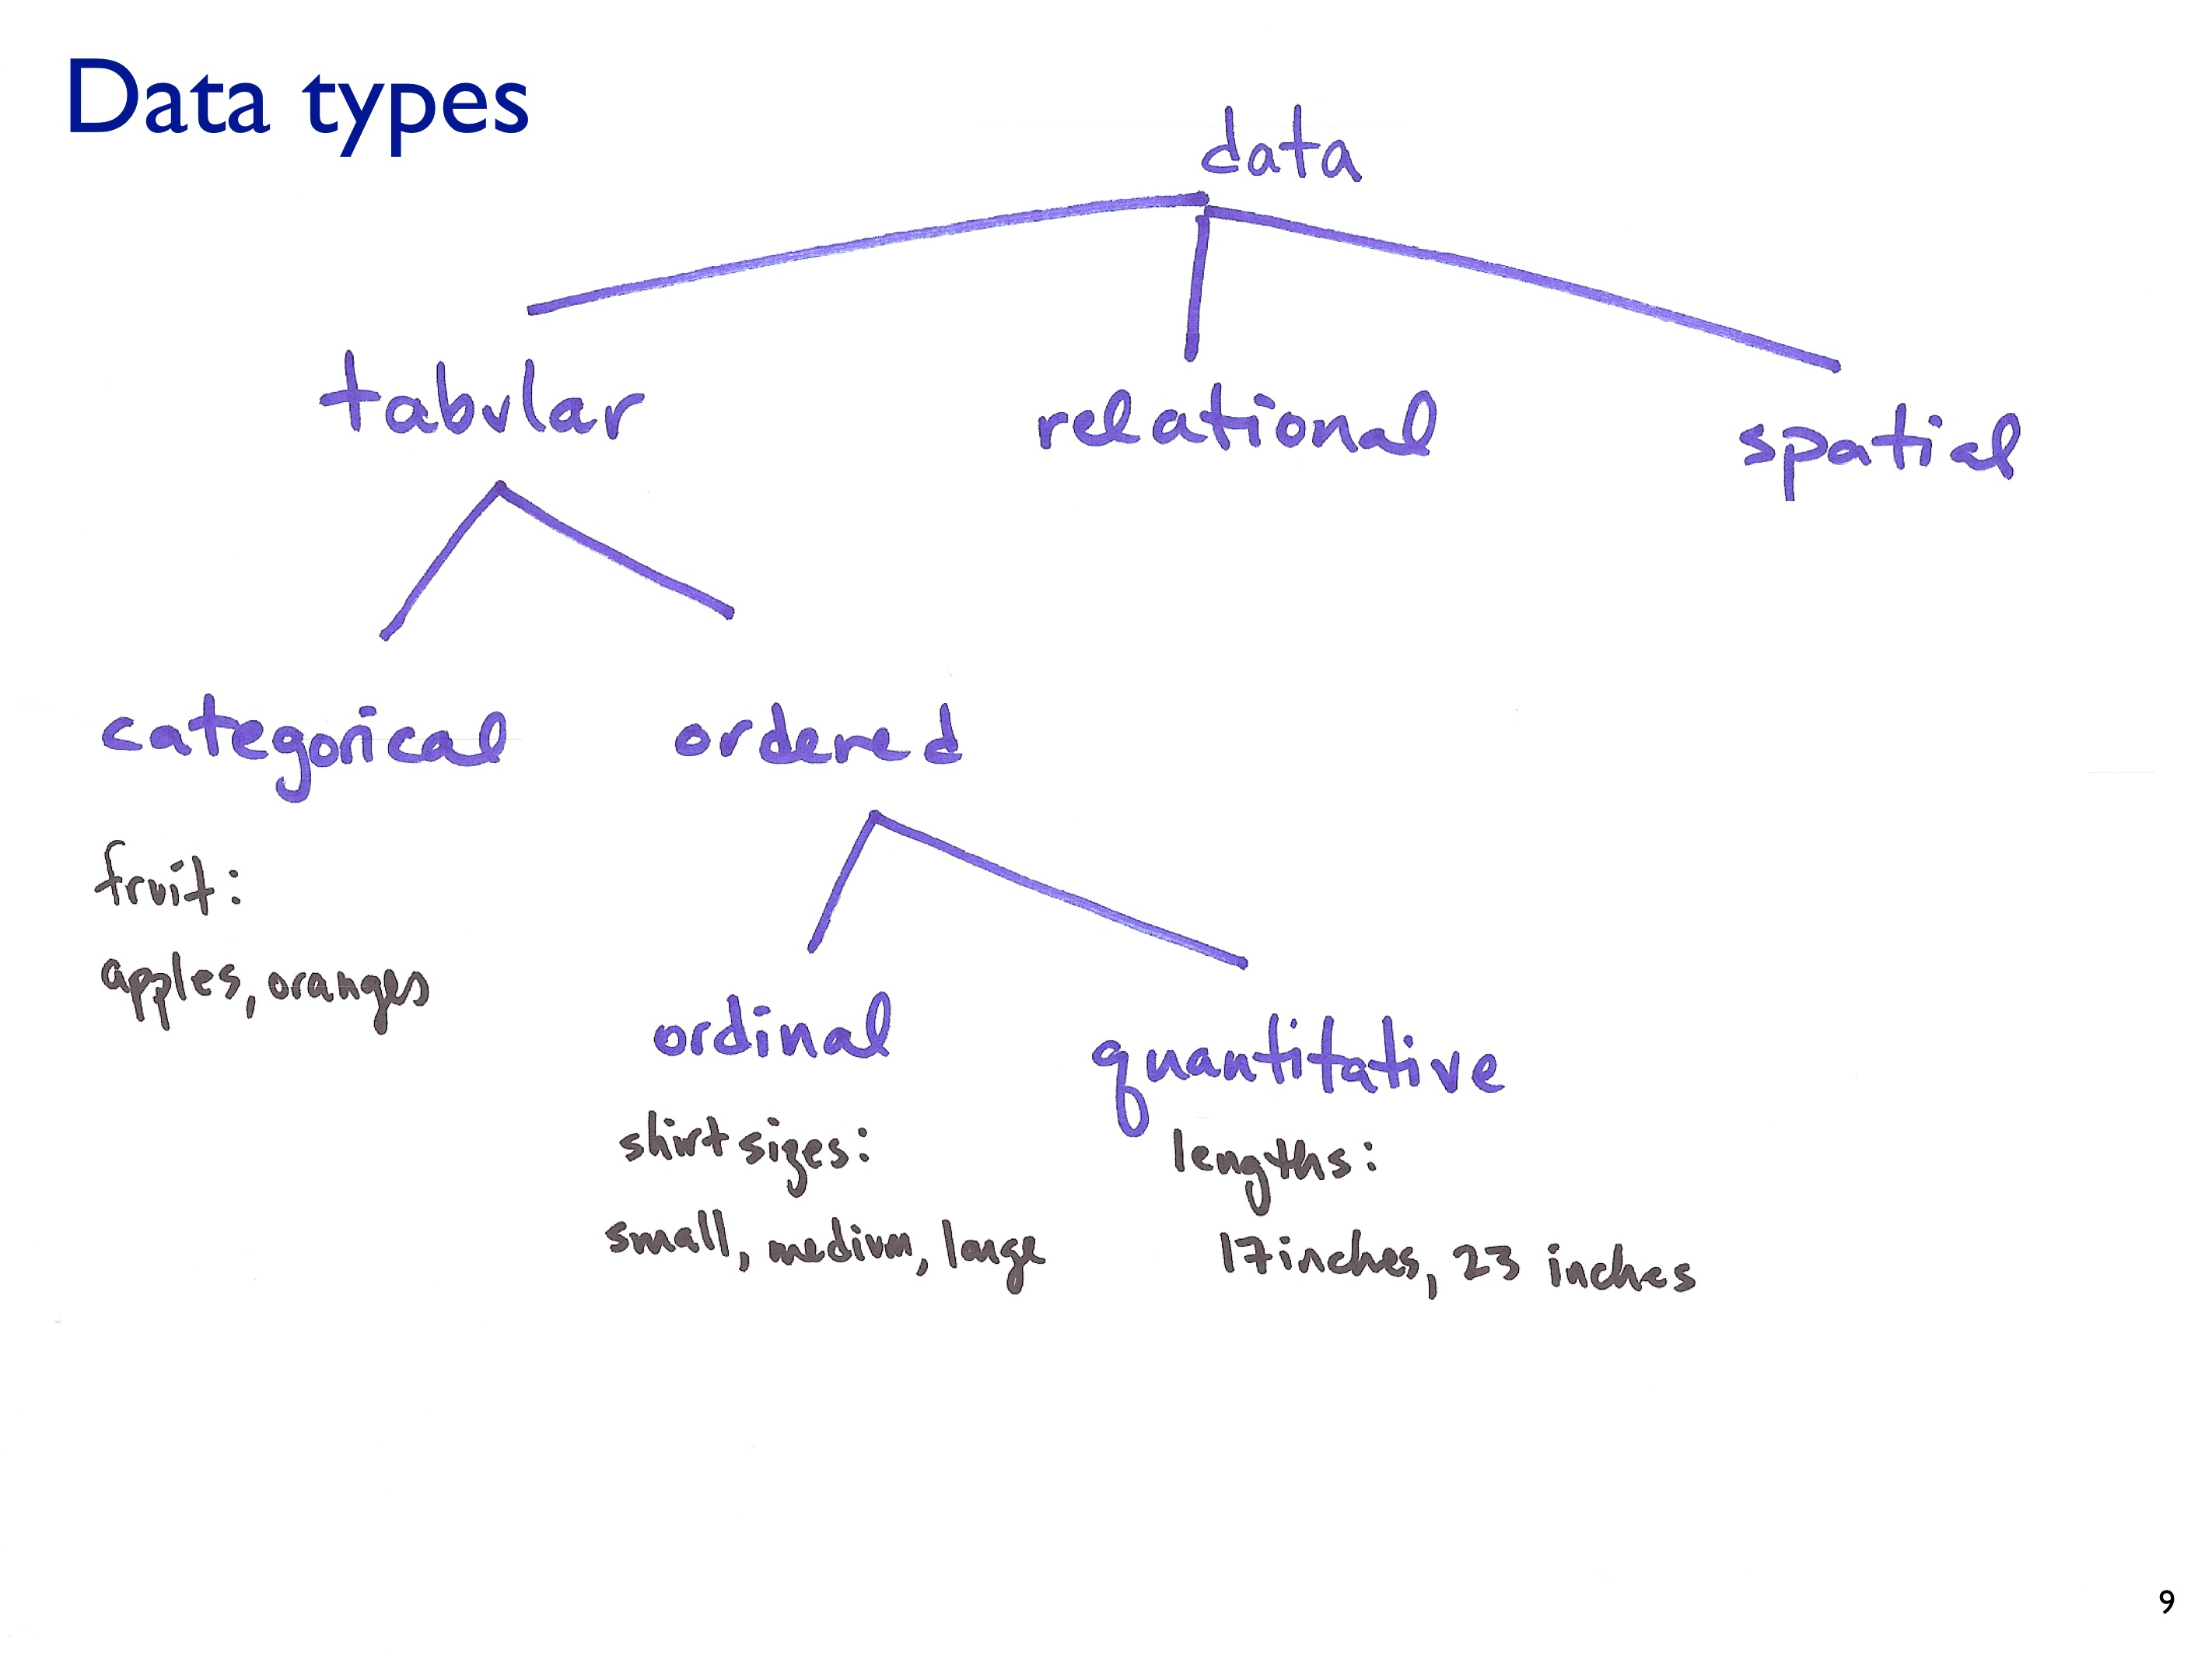 Data types
data
tabular
relational
spatial
categorical
ordered
fruit:
apples, oranges
ordinal
quantitative
shirt sizes:
lengths:
small, medium, large
17 inches, 23 inches
9